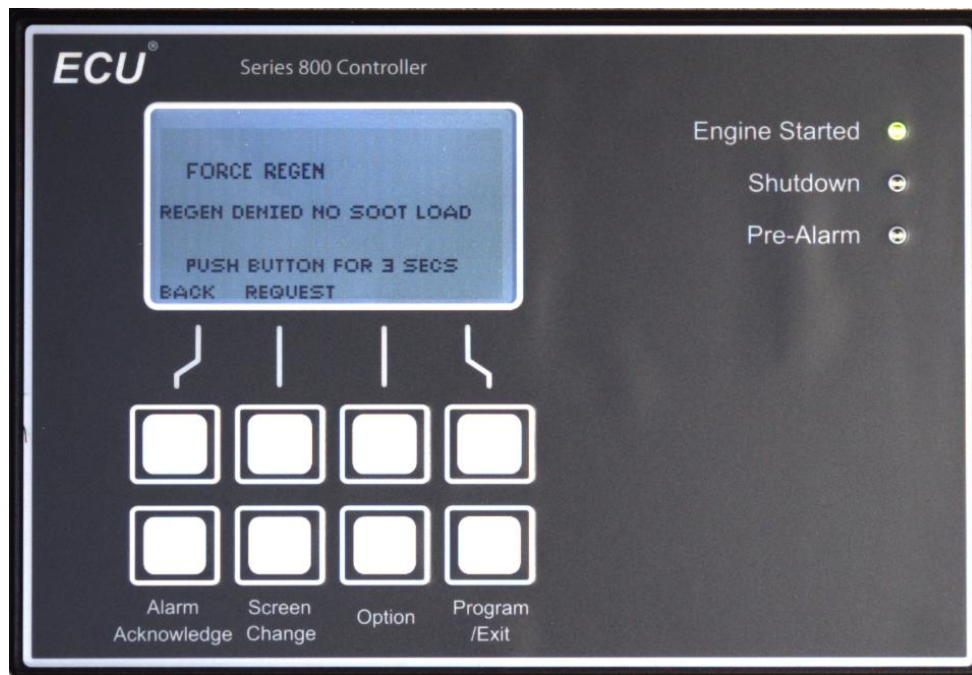 ECU®
Series 800 Controller
FORCE REGEN
REGEN DENIED NO SOOT LOAD
PUSH BUTTON FOR 3 SECS
BACK REQUEST
Engine Started
Shutdown
Pre-Alarm
Alarm
Acknowledge
Screen
Change
Option
Program
/Exit